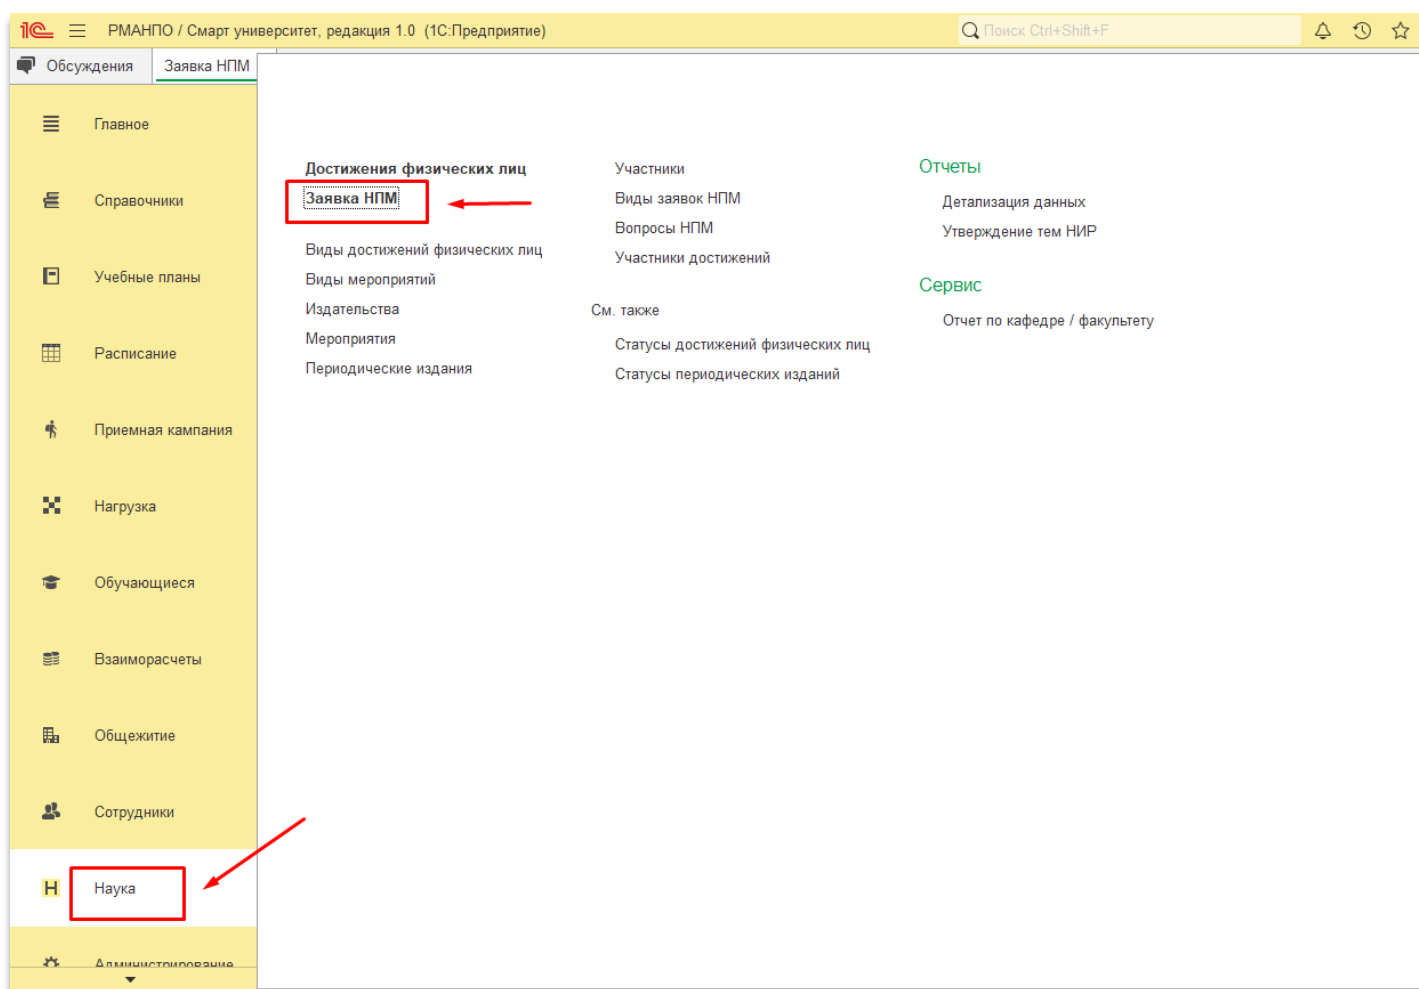 1С РМАНПО / Смарт университет, редакция 1.0 (1С:Предприятие) Поиск Ctrl+Shift+F
Обсуждения Заявка НПМ
Главное
Справочники
Учебные планы
Расписание
Приемная кампания
Нагрузка
Обучающиеся
Взаиморасчеты
Общежитие
Сотрудники
Н Наука
Администрирование
Достижения физических лиц
Заявка НПМ
Виды достижений физических лиц
Виды мероприятий
Издательства
Мероприятия
Периодические издания
Участники
Виды заявок НПМ
Вопросы НПМ
Участники достижений
См. также
Статусы достижений физических лиц
Статусы периодических изданий
Отчеты
Детализация данных
Утверждение тем НИР
Сервис
Отчет по кафедре / факультету